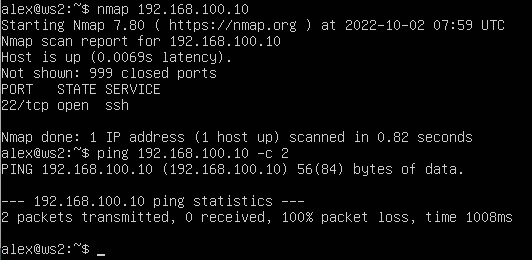 alex@ws2:~$ nmap 192.168.100.10
Starting Nmap 7.80 ( https://nmap.org ) at 2022-10-02 07:59 UTC
Nmap scan report for 192.168.100.10
Host is up (0.0069s latency).
Not shown: 999 closed ports
PORT   STATE SERVICE
22/tcp open  ssh

Nmap done: 1 IP address (1 host up) scanned in 0.82 seconds
alex@ws2:~$ ping 192.168.100.10 -c 2
PING 192.168.100.10 (192.168.100.10) 56(84) bytes of data.

--- 192.168.100.10 ping statistics ---
2 packets transmitted, 0 received, 100% packet loss, time 1008ms

alex@ws2:~$ _